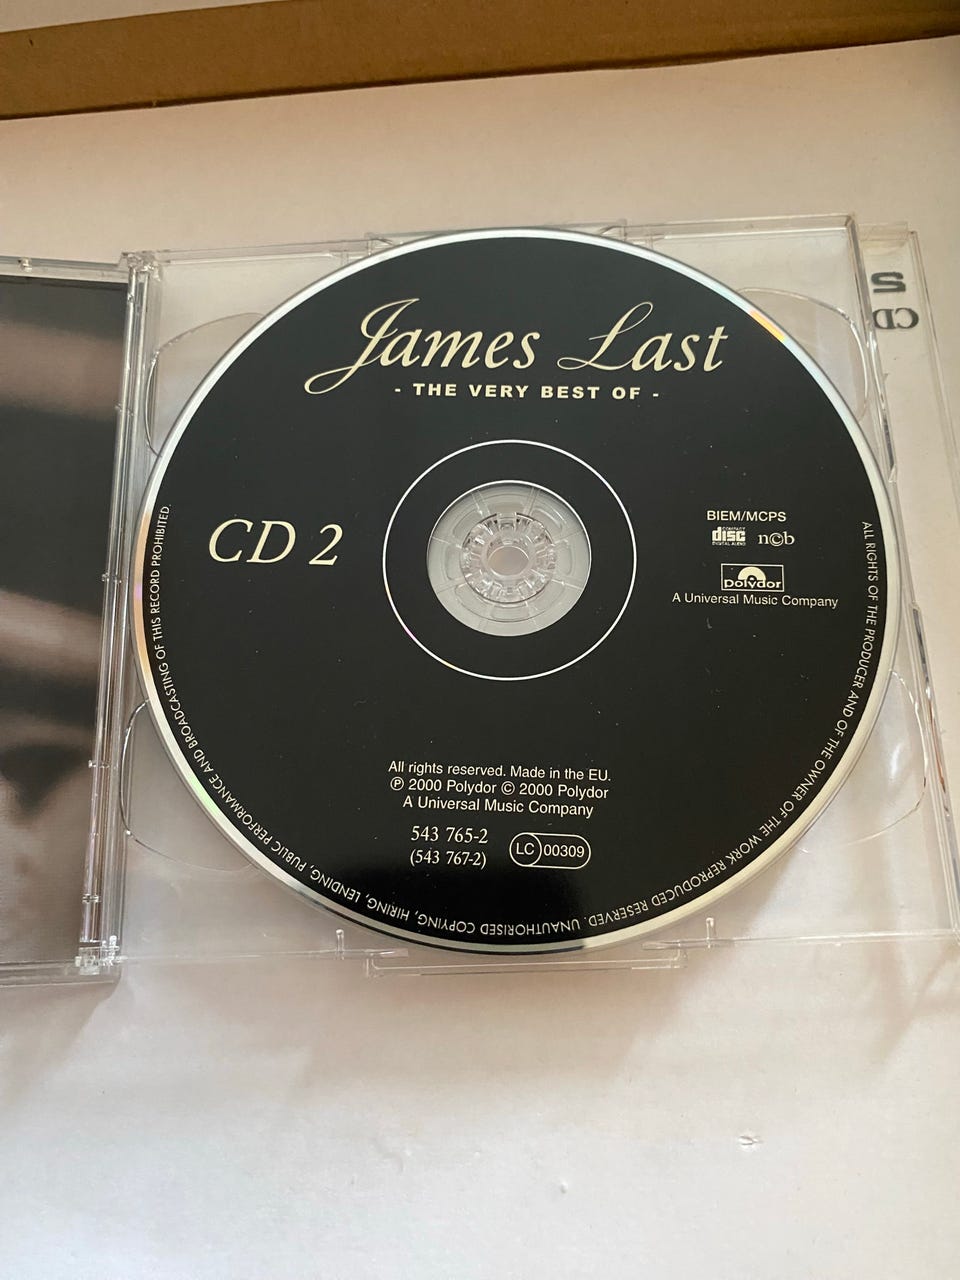 James Last
- THE VERY BEST OF -
CD 2
BIEM/MCPS
COMPACT
disc
DIGITAL AUDIO
n©b
polydor
A Universal Music Company
All rights reserved. Made in the EU.
℗ 2000 Polydor © 2000 Polydor
A Universal Music Company
543 765-2
(543 767-2)
LC 00309
ALL RIGHTS OF THE PRODUCER AND OF THE OWNER OF THE WORK REPRODUCED RESERVED. UNAUTHORISED COPYING, HIRING, LENDING, PUBLIC PERFORMANCE AND BROADCASTING OF THIS RECORD PROHIBITED.
2
CD